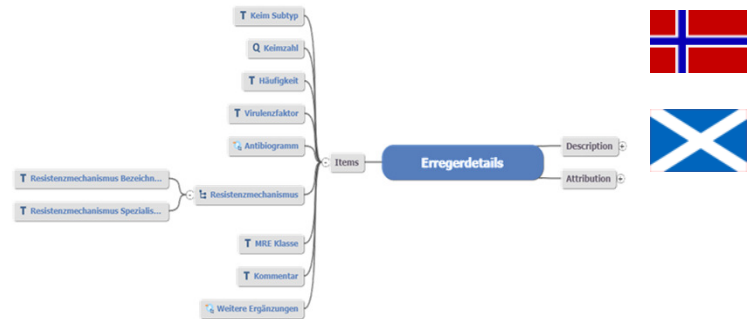 T Keim Subtyp
Q Keimzahl
T Häufigkeit
T Virulenzfaktor
Antibiogramm
Items
Erregerdetails
Description
Attribution
T Resistenzmechanismus Bezeichn...
Resistenzmechanismus
T Resistenzmechanismus Spezialis...
T MRE Klasse
T Kommentar
Weitere Ergänzungen